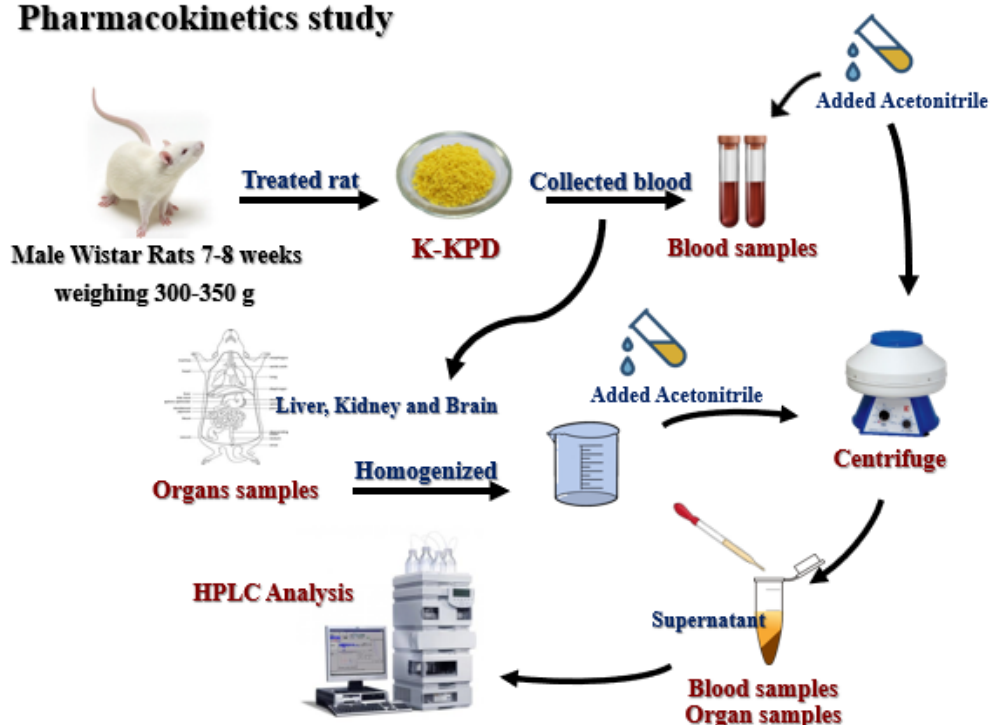 Pharmacokinetics study
Added Acetonitrile
Treated rat
Collected blood
K-KPD
Blood samples
Male Wistar Rats 7-8 weeks
weighing 300-350 g
Liver, Kidney and Brain
Added Acetonitrile
Organs samples
Homogenized
Centrifuge
HPLC Analysis
Supernatant
Blood samples
Organ samples